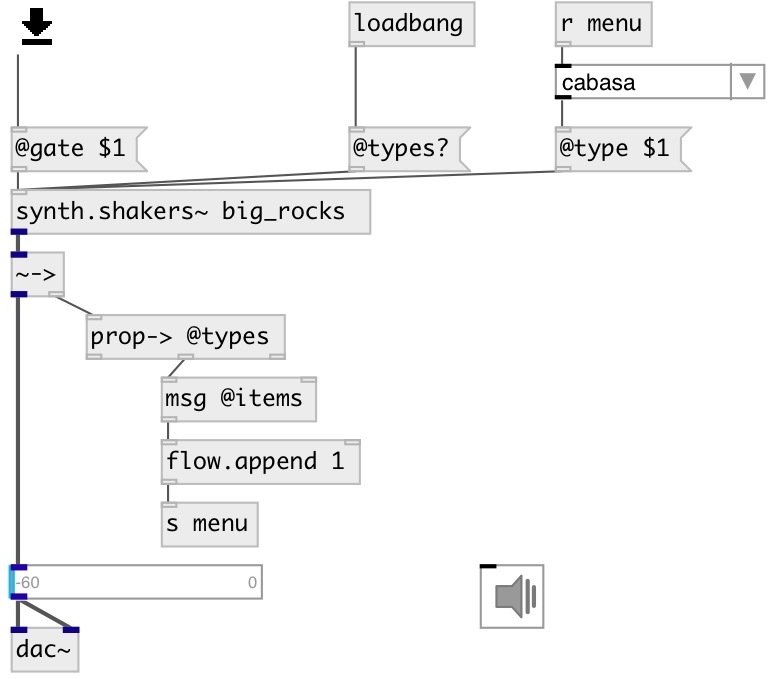 loadbang
r menu
cabasa
@gate $1
@types?
@type $1
synth.shakers~ big_rocks
~->
prop-> @types
msg @items
flow.append 1
s menu
-60 0
dac~